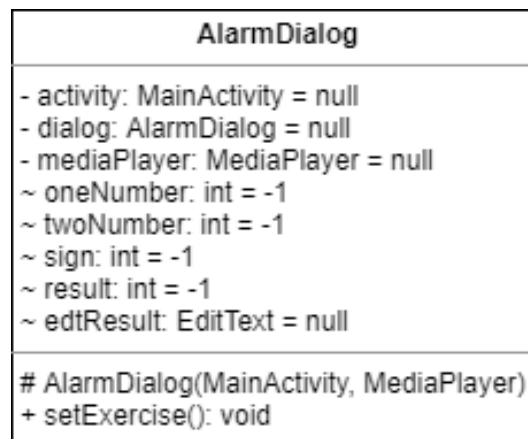 AlarmDialog
- activity: MainActivity = null
- dialog: AlarmDialog = null
- mediaPlayer: MediaPlayer = null
~ oneNumber: int = -1
~ twoNumber: int = -1
~ sign: int = -1
~ result: int = -1
~ edtResult: EditText = null
# AlarmDialog(MainActivity, MediaPlayer)
+ setExercise(): void